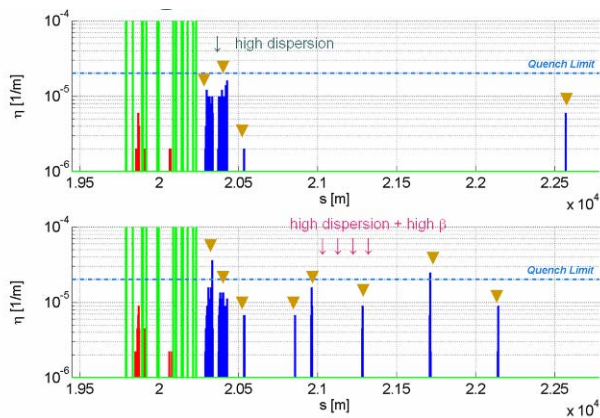 10⁻⁴
↓ high dispersion
Quench Limit
10⁻⁵
η [1/m]
10⁻⁶
1.95 2 2.05 2.1 2.15 2.2 2.25
s [m]
x 10⁴
10⁻⁴
high dispersion + high β
↓ ↓ ↓ ↓
Quench Limit
10⁻⁵
η [1/m]
10⁻⁶
1.95 2 2.05 2.1 2.15 2.2 2.25
s [m]
x 10⁴